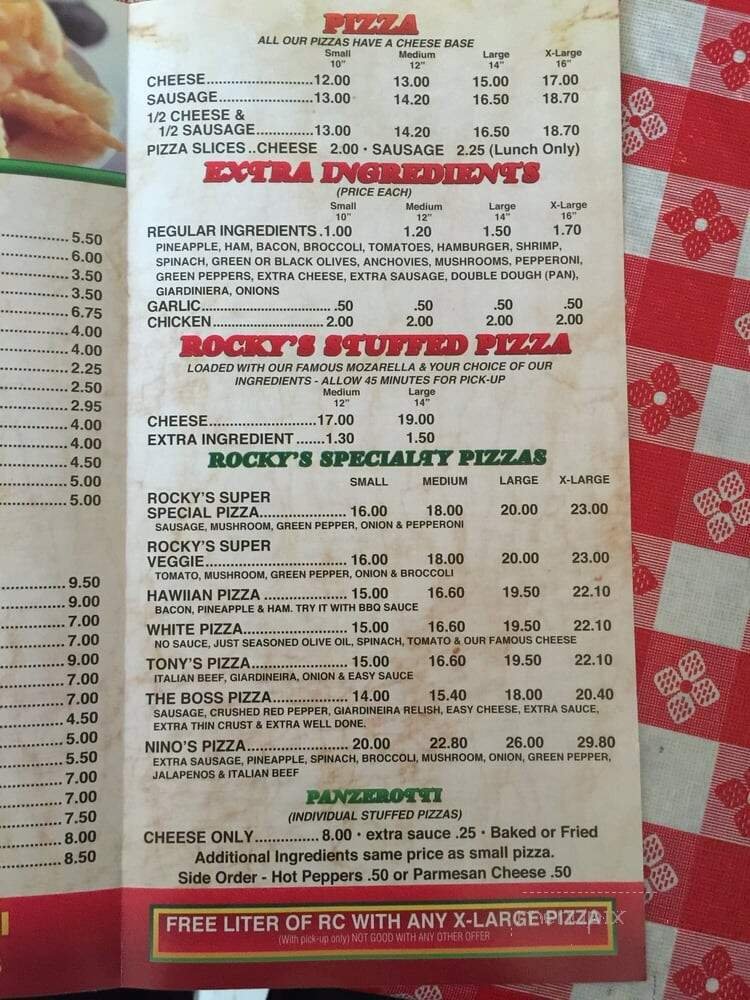 PIZZA
ALL OUR PIZZAS HAVE A CHEESE BASE
Small Medium Large X-Large
10" 12" 14" 16"
CHEESE.......................12.00 13.00 15.00 17.00
SAUSAGE.....................13.00 14.20 16.50 18.70
1/2 CHEESE &
1/2 SAUSAGE.............13.00 14.20 16.50 18.70
PIZZA SLICES ..CHEESE 2.00 • SAUSAGE 2.25 (Lunch Only)
EXTRA INGREDIENTS
(PRICE EACH)
Small Medium Large X-Large
10" 12" 14" 16"
REGULAR INGREDIENTS .1.00 1.20 1.50 1.70
PINEAPPLE, HAM, BACON, BROCCOLI, TOMATOES, HAMBURGER, SHRIMP,
SPINACH, GREEN OR BLACK OLIVES, ANCHOVIES, MUSHROOMS, PEPPERONI,
GREEN PEPPERS, EXTRA CHEESE, EXTRA SAUSAGE, DOUBLE DOUGH (PAN),
GIARDINIERA, ONIONS
GARLIC............................50 .50 .50 .50
CHICKEN........................2.00 2.00 2.00 2.00
ROCKY'S STUFFED PIZZA
LOADED WITH OUR FAMOUS MOZARELLA & YOUR CHOICE OF OUR
INGREDIENTS - ALLOW 45 MINUTES FOR PICK-UP
Medium Large
12" 14"
CHEESE.......................17.00 19.00
EXTRA INGREDIENT .......1.30 1.50
ROCKY'S SPECIALTY PIZZAS
SMALL MEDIUM LARGE X-LARGE
ROCKY'S SUPER
SPECIAL PIZZA................... 16.00 18.00 20.00 23.00
SAUSAGE, MUSHROOM, GREEN PEPPER, ONION & PEPPERONI
ROCKY'S SUPER
VEGGIE............................... 16.00 18.00 20.00 23.00
TOMATO, MUSHROOM, GREEN PEPPER, ONION & BROCCOLI
HAWIIAN PIZZA .................. 15.00 16.60 19.50 22.10
BACON, PINEAPPLE & HAM. TRY IT WITH BBQ SAUCE
WHITE PIZZA...................... 15.00 16.60 19.50 22.10
NO SAUCE, JUST SEASONED OLIVE OIL, SPINACH, TOMATO & OUR FAMOUS CHEESE
TONY'S PIZZA..................... 15.00 16.60 19.50 22.10
ITALIAN BEEF, GIARDINEIRA, ONION & EASY SAUCE
THE BOSS PIZZA................ 14.00 15.40 18.00 20.40
SAUSAGE, CRUSHED RED PEPPER, GIARDINEIRA RELISH, EASY CHEESE, EXTRA SAUCE,
EXTRA THIN CRUST & EXTRA WELL DONE.
NINO'S PIZZA...................... 20.00 22.80 26.00 29.80
EXTRA SAUSAGE, PINEAPPLE, SPINACH, BROCCOLI, MUSHROOM, ONION, GREEN PEPPER,
JALAPENOS & ITALIAN BEEF
PANZEROTTI
(INDIVIDUAL STUFFED PIZZAS)
CHEESE ONLY.............. 8.00 • extra sauce .25 • Baked or Fried
Additional Ingredients same price as small pizza.
Side Order - Hot Peppers .50 or Parmesan Cheese .50
FREE LITER OF RC WITH ANY X-LARGE PIZZA
(With pick-up only) NOT GOOD WITH ANY OTHER OFFER
5.50
6.00
3.50
3.50
6.75
4.00
4.00
2.25
2.50
2.95
4.00
4.00
4.50
5.00
5.00
9.50
9.00
7.00
7.00
9.00
7.00
7.00
4.50
5.00
5.50
7.00
7.00
7.50
8.00
8.50